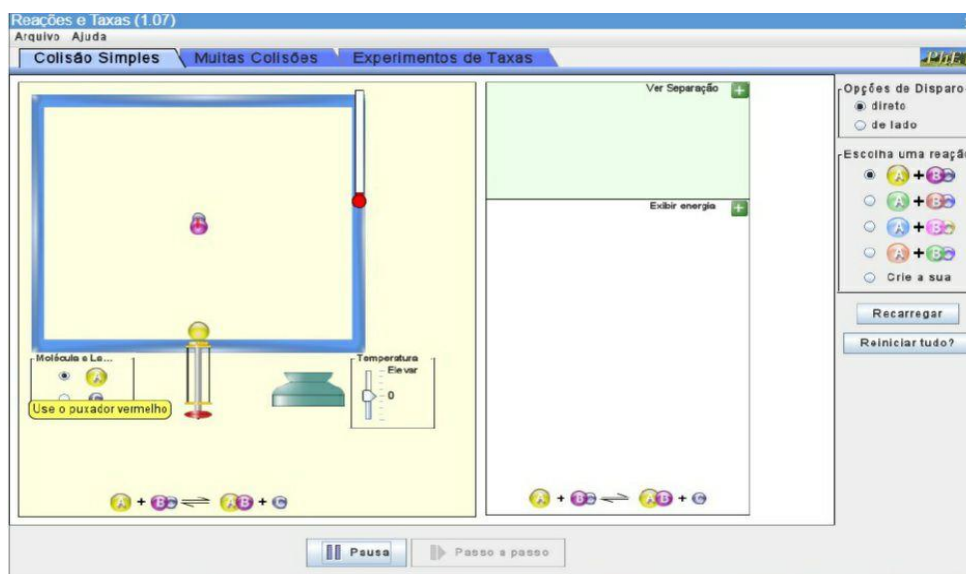 Reações e Taxas (1.07)
Arquivo Ajuda
Colisão Simples Muitas Colisões Experimentos de Taxas
PhET
Ver Separação
Exibir energia
Opções de Disparo
direto
de lado
Escolha uma reaçã
A + BC
A + BC
A + BC
A + BC
Crie a sua
Recarregar
Reiniciar tudo?
Molécula a La...
A
C
Use o puxador vermelho
Temperatura
Elevar
0
A + BC ⇌ AB + C
A + BC ⇌ AB + C
Pausa
Passo a passo